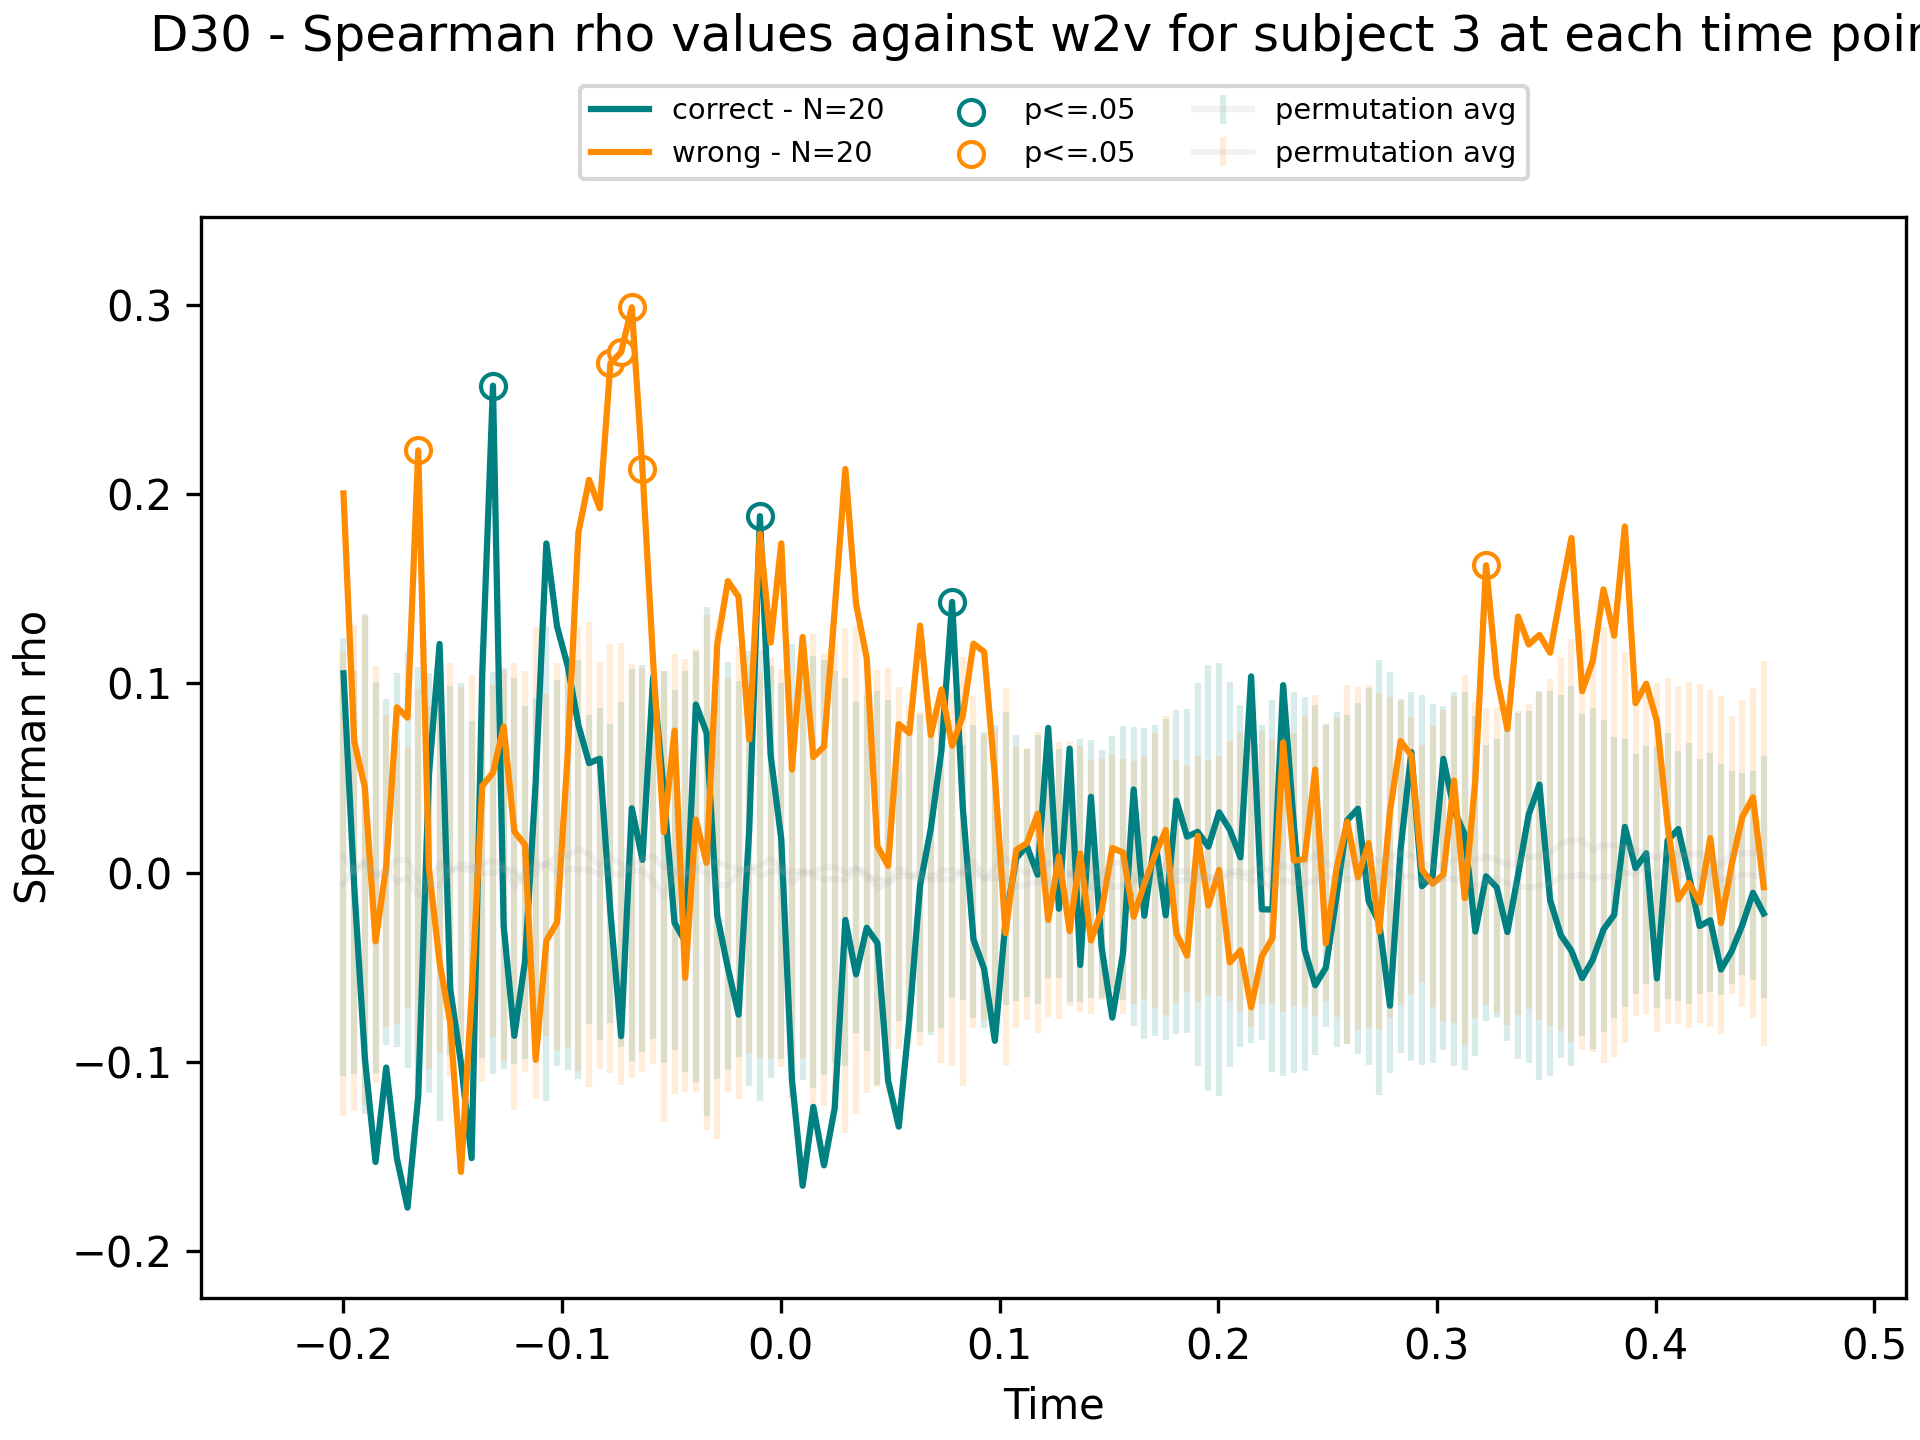 D30 - Spearman rho values against w2v for subject 3 at each time poin
correct - N=20 p<=.05 permutation avg
wrong - N=20 p<=.05 permutation avg
Spearman rho
0.3
0.2
0.1
0.0
−0.1
−0.2
−0.2 −0.1 0.0 0.1 0.2 0.3 0.4 0.5
Time